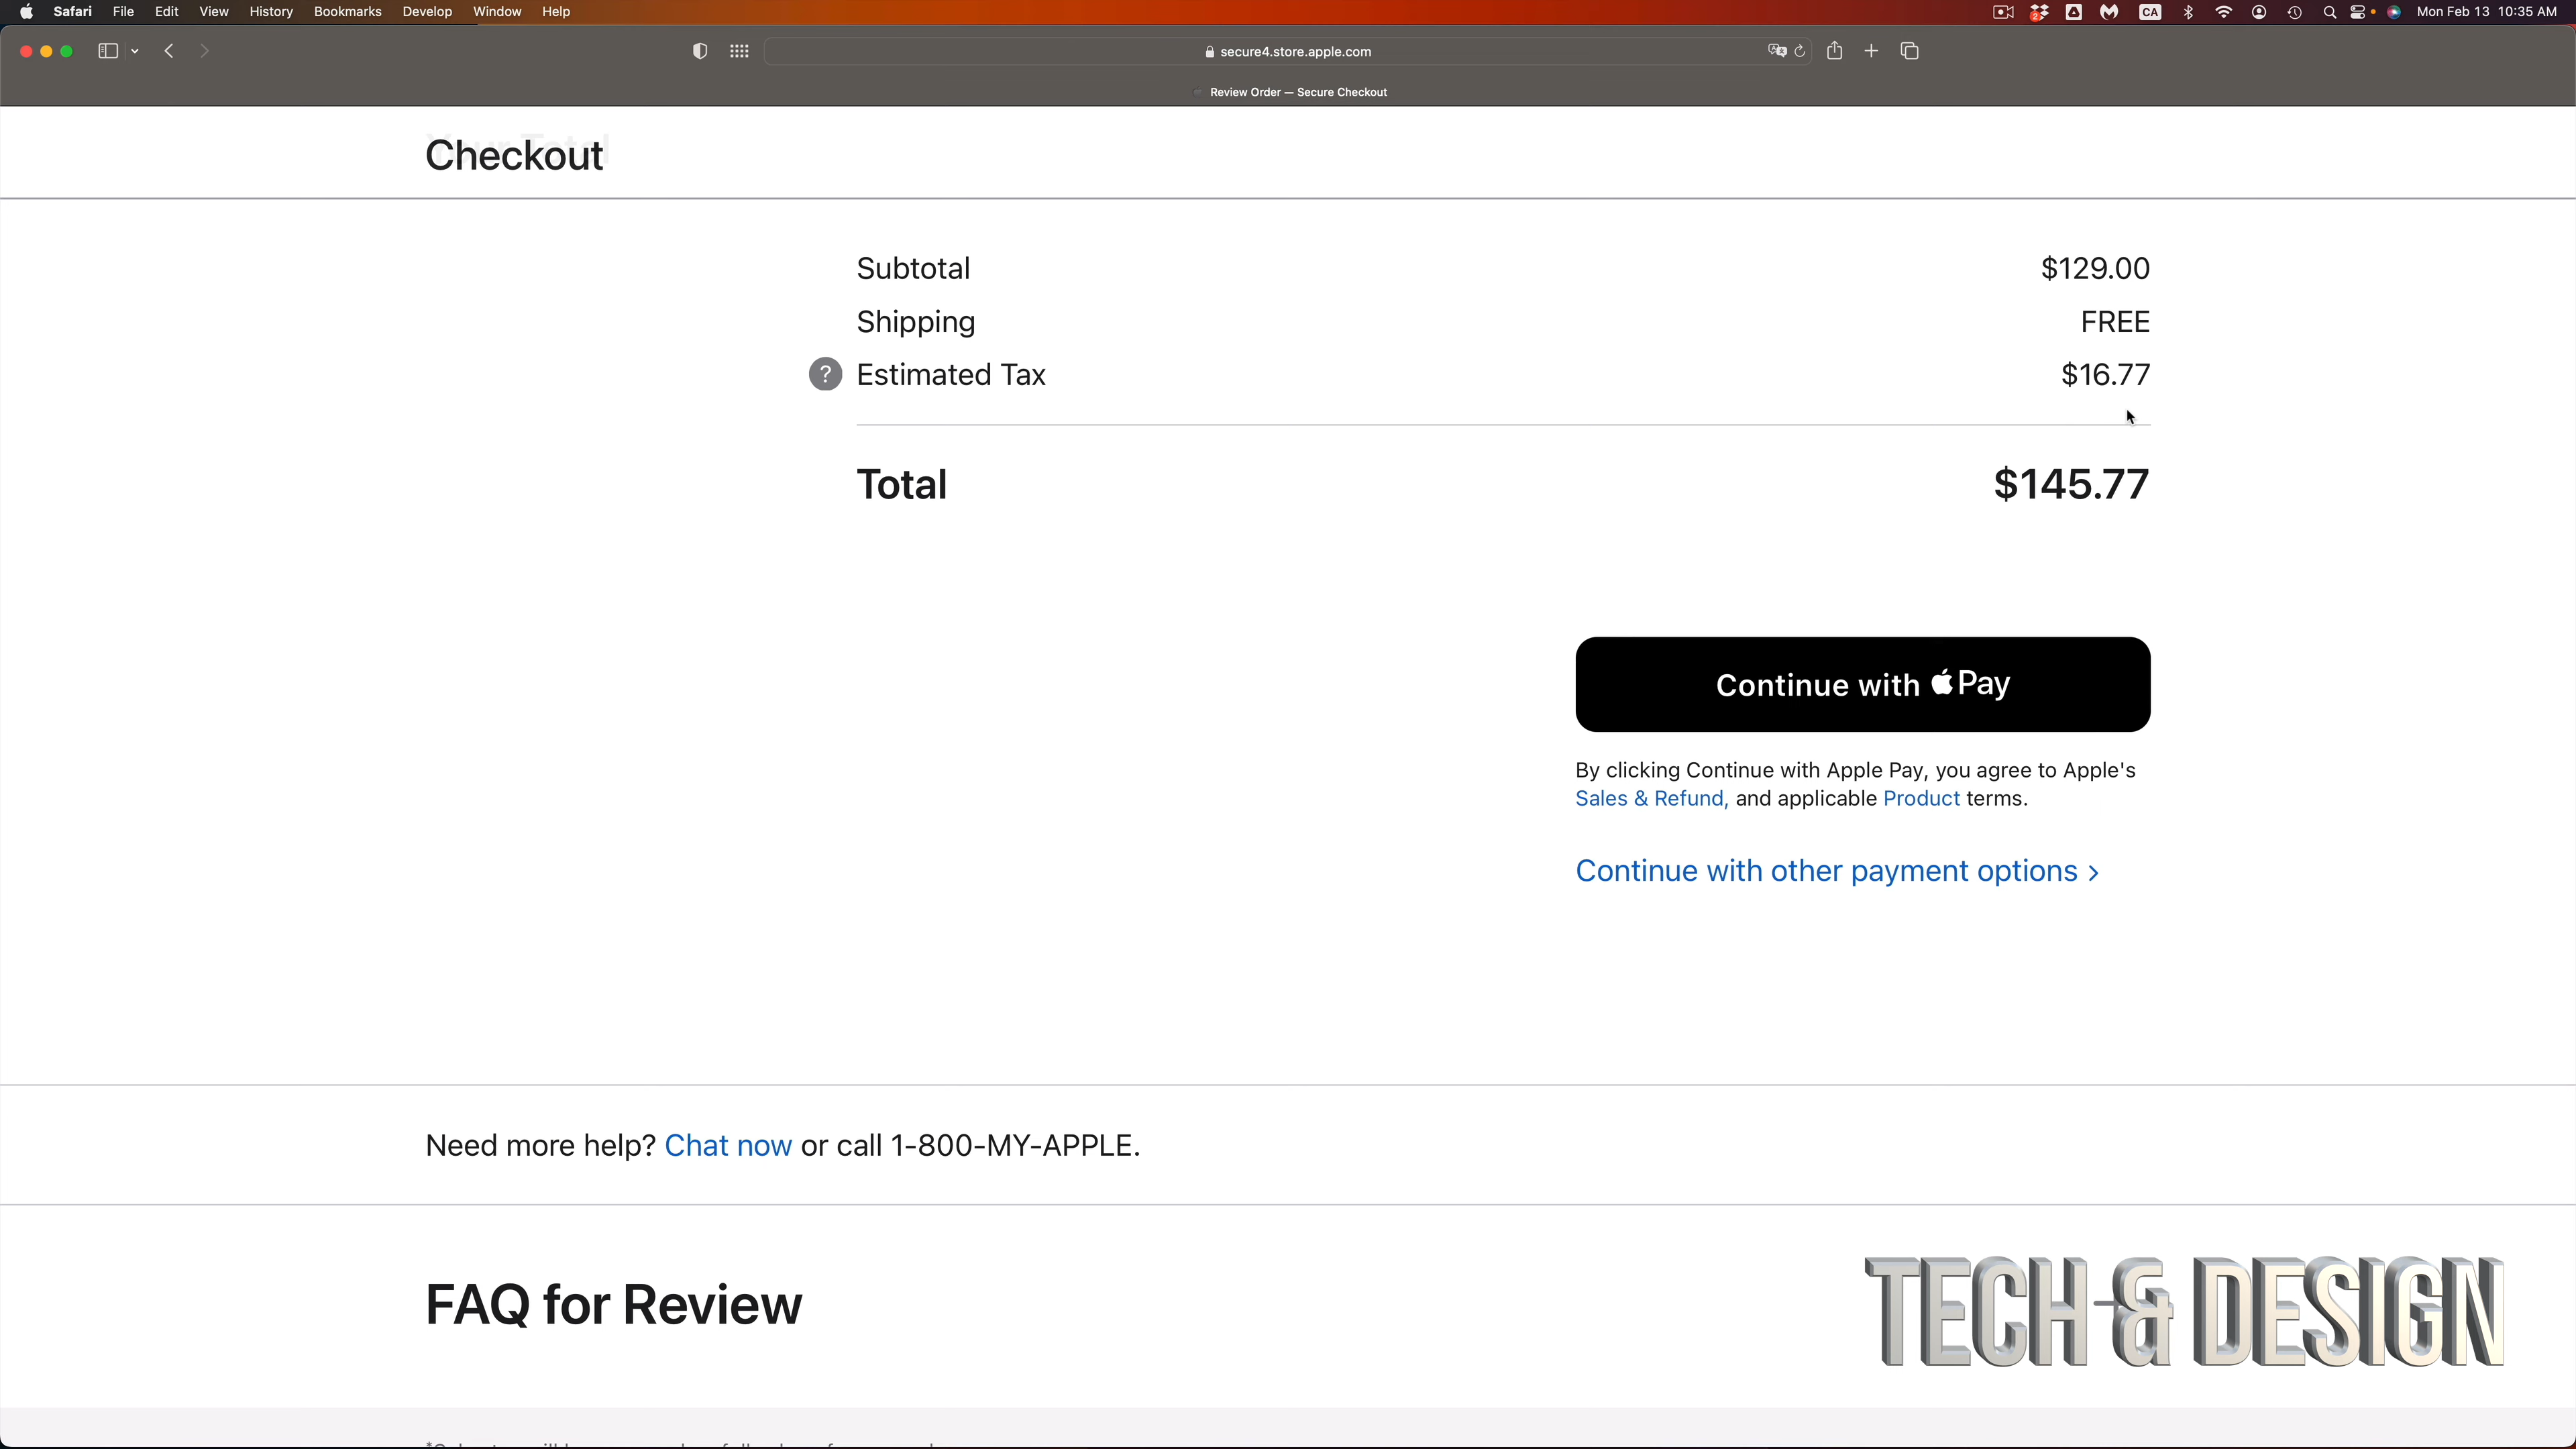 Safari File Edit View History Bookmarks Develop Window Help
2 CA Mon Feb 13 10:35 AM
secure4.store.apple.com
Review Order — Secure Checkout
Your Total
Checkout
Subtotal $129.00
Shipping FREE
? Estimated Tax $16.77
Total $145.77
Continue with Pay
By clicking Continue with Apple Pay, you agree to Apple's
Sales & Refund, and applicable Product terms.
Continue with other payment options >
Need more help? Chat now or call 1-800-MY-APPLE.
FAQ for Review
TECH & DESIGN